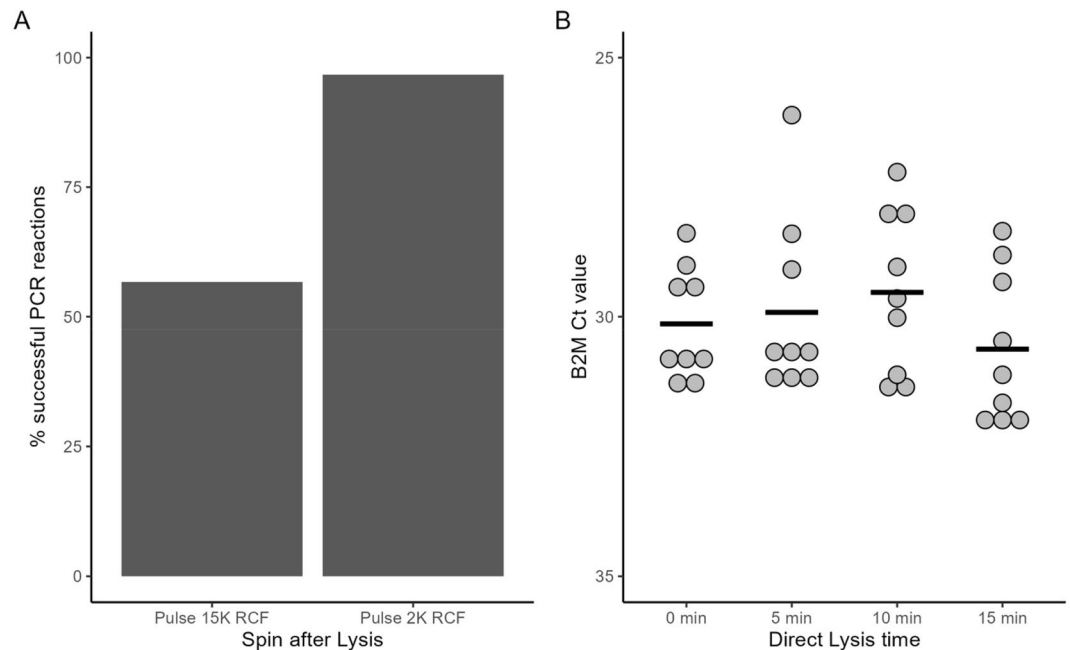 A
100
75
50
25
0
% successful PCR reactions
Pulse 15K RCF
Pulse 2K RCF
Spin after Lysis
B
25
30
35
B2M Ct value
0 min
5 min
10 min
15 min
Direct Lysis time